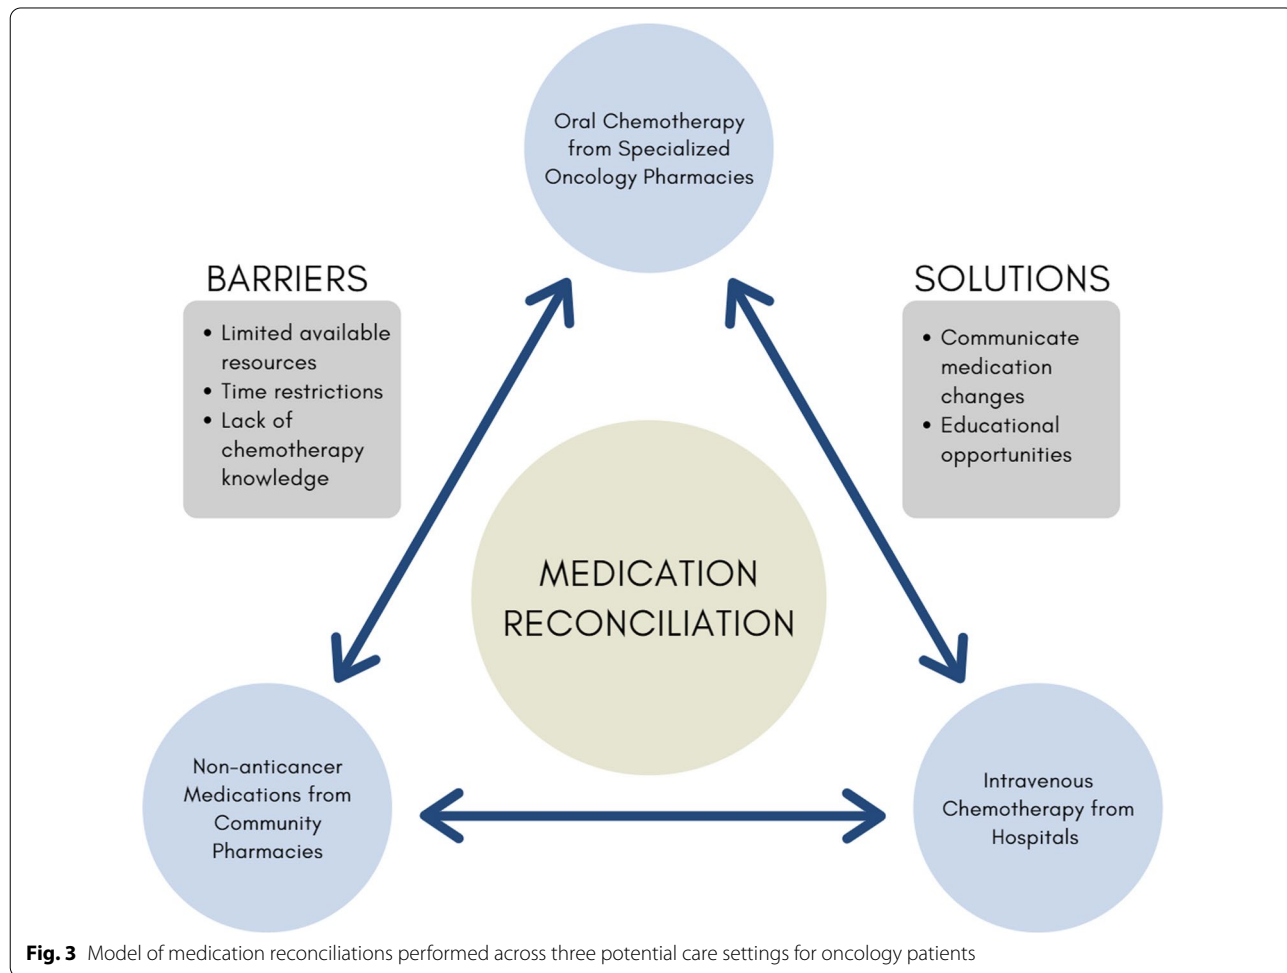 Oral Chemotherapy
from Specialized
Oncology Pharmacies
BARRIERS
• Limited available
resources
• Time restrictions
• Lack of
chemotherapy
knowledge
SOLUTIONS
• Communicate
medication
changes
• Educational
opportunities
MEDICATION
RECONCILIATION
Non-anticancer
Medications from
Community
Pharmacies
Intravenous
Chemotherapy from
Hospitals
Fig. 3 Model of medication reconciliations performed across three potential care settings for oncology patients